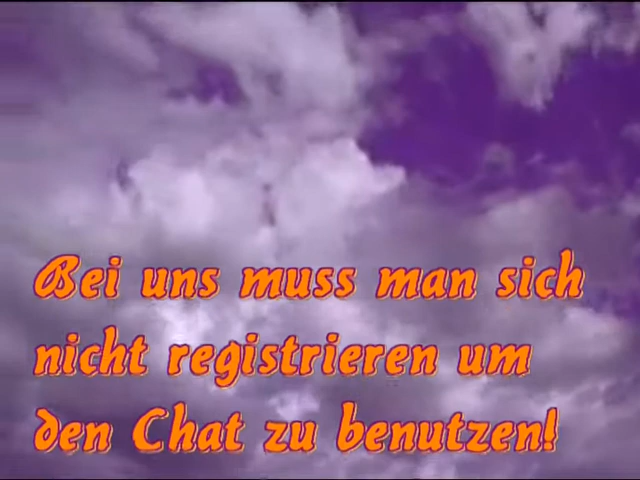 Bei uns muss man sich
nicht registrieren um
den Chat zu benutzen!